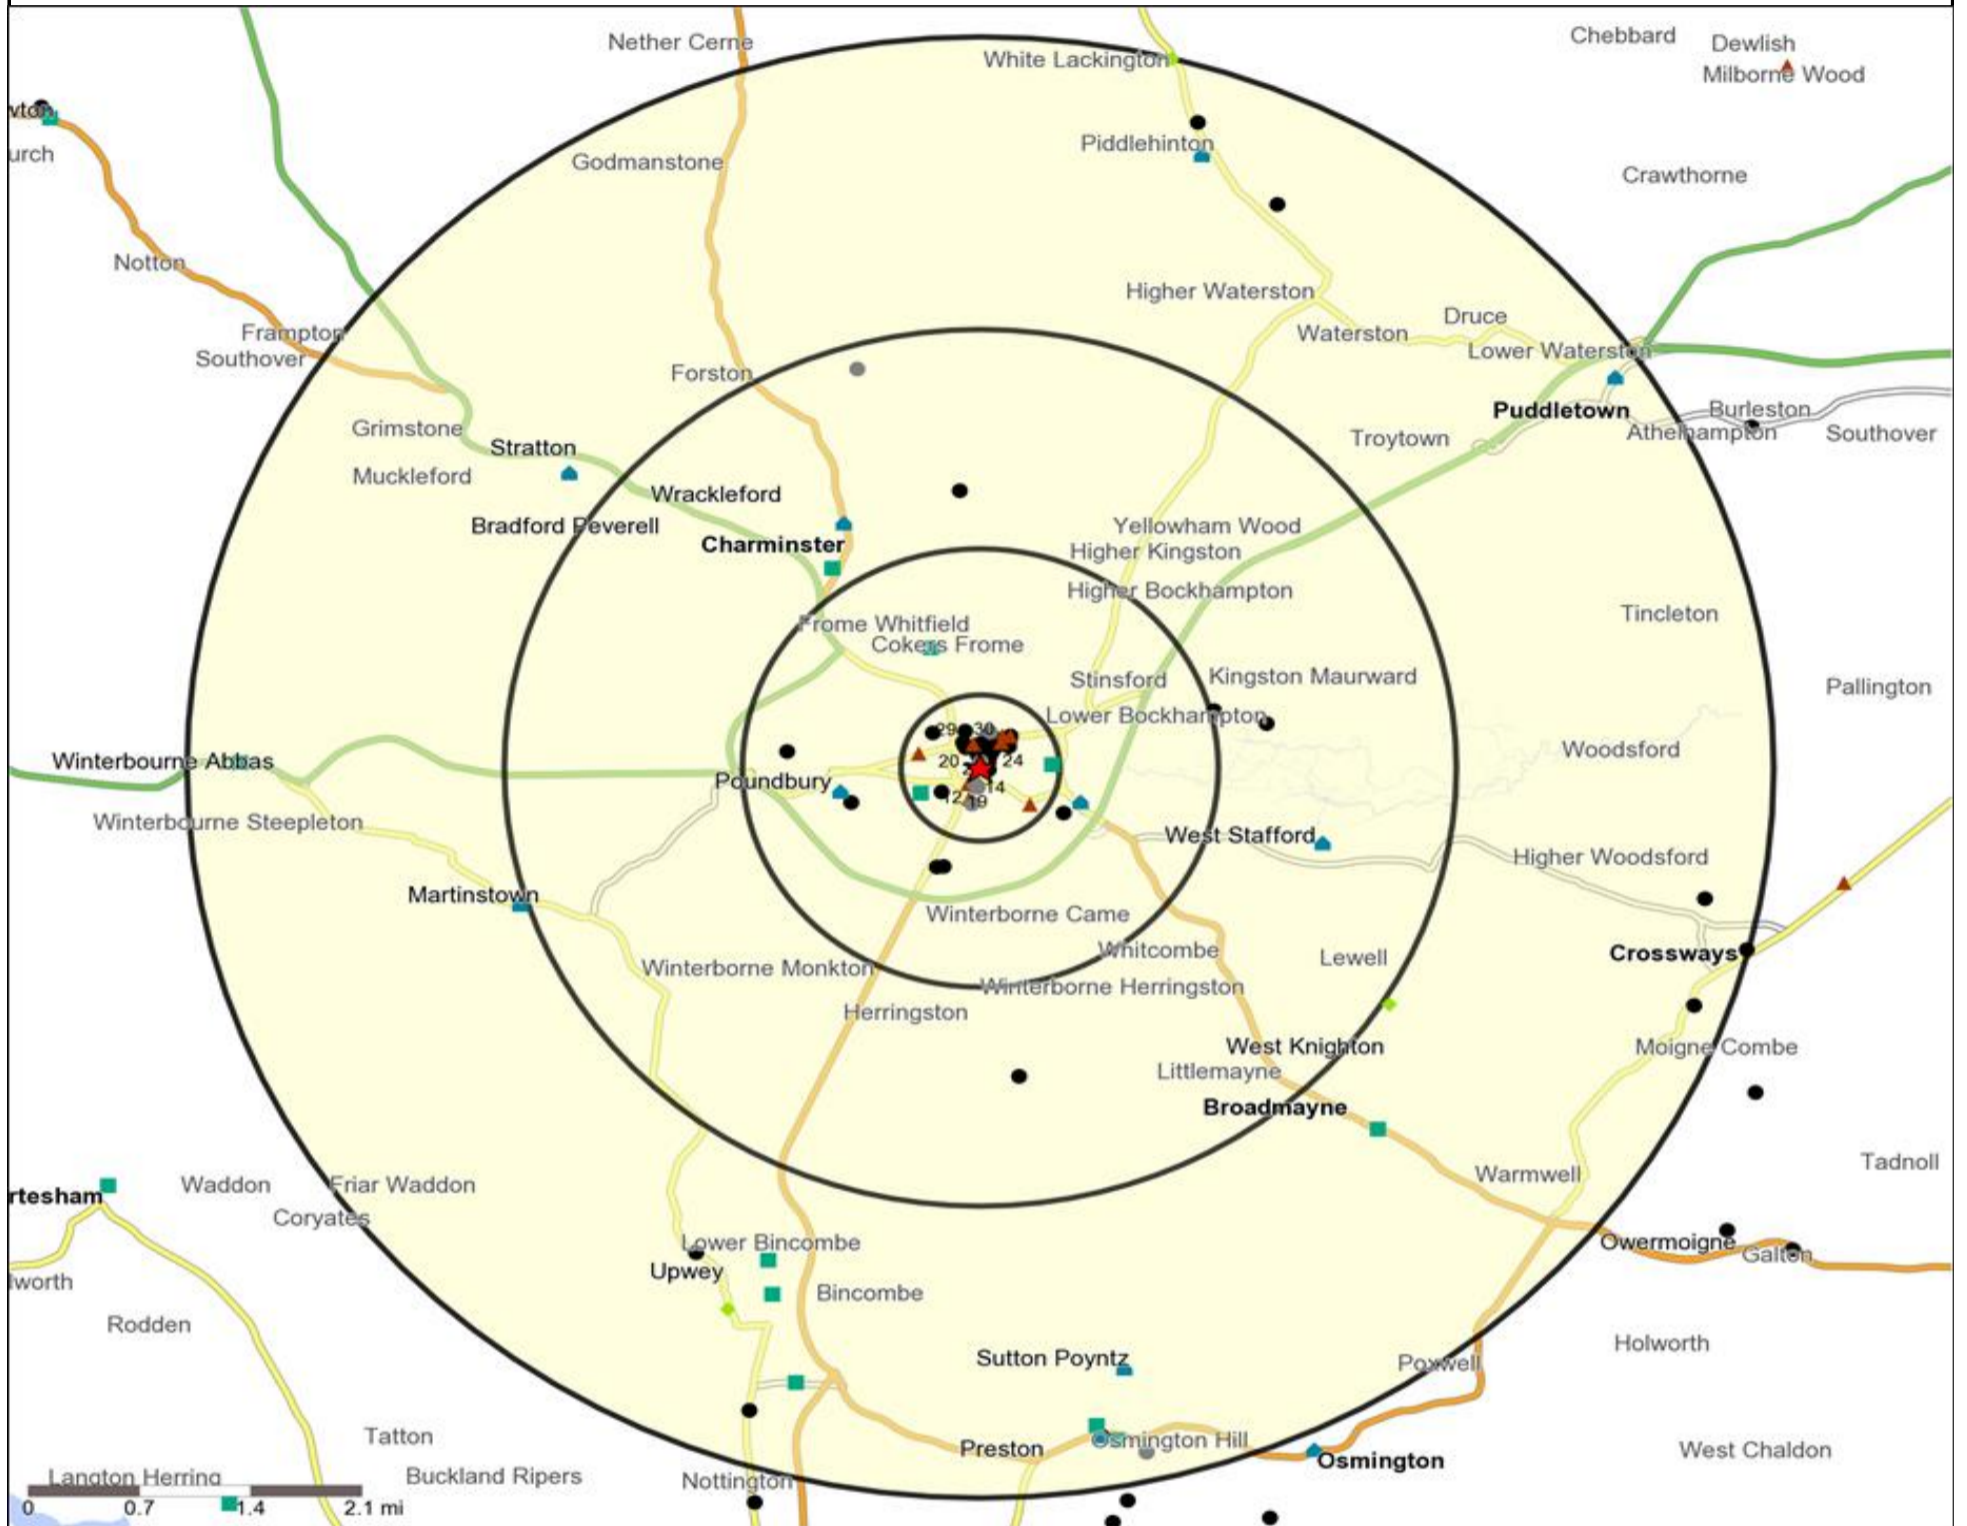 Nether Cerne
White Lackington
Chebbard
Dewlish
Milborne Wood
wton
urch
Godmanstone
Piddlehinton
Crawthorne
Notton
Higher Waterston
Frampton
Southover
Forston
Waterston
Druce
Lower Waterston
Puddletown
Burleston
Athelhampton
Southover
Grimstone
Stratton
Troytown
Muckleford
Wrackleford
Bradford Peverell
Charminster
Yellowham Wood
Higher Kingston
Higher Bockhampton
Tincleton
Frome Whitfield
Cokers Frome
Stinsford
Kingston Maurward
Pallington
Lower Bockhampton
29
30
Winterbourne Abbas
Woodsford
20
24
Poundbury
14
12
19
Winterbourne Steepleton
West Stafford
Higher Woodsford
Martinstown
Winterborne Came
Whitcombe
Lewell
Crossways
Winterborne Monkton
Winterborne Herringston
Herringston
West Knighton
Moigne Combe
Littlemayne
Broadmayne
Tadnoll
rtesham
Waddon
Friar Waddon
Warmwell
Coryates
Lower Bincombe
Owermoigne
Galton
Upwey
lworth
Bincombe
Rodden
Holworth
Sutton Poyntz
Poxwell
Tatton
Preston
Osmington Hill
Osmington
West Chaldon
Langton Herring
Buckland Ripers
Nottington
0 0.7 1.4 2.1 mi